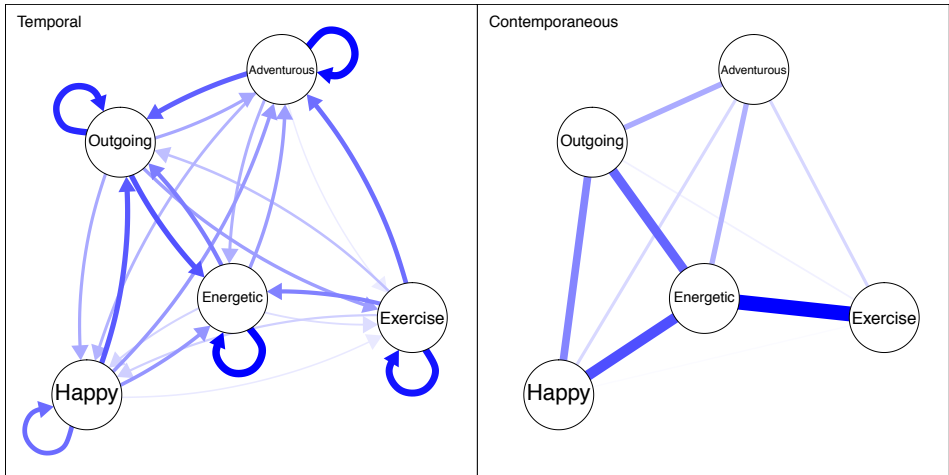 Temporal
Adventurous
Outgoing
Energetic
Exercise
Happy
Contemporaneous
Adventurous
Outgoing
Energetic
Exercise
Happy